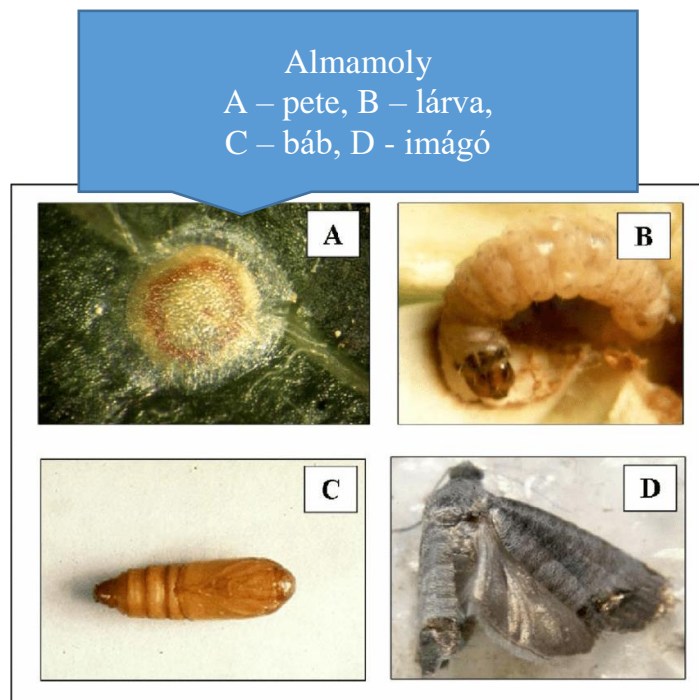 Almamoly
A – pete, B – lárva,
C – báb, D - imágó
A
B
C
D